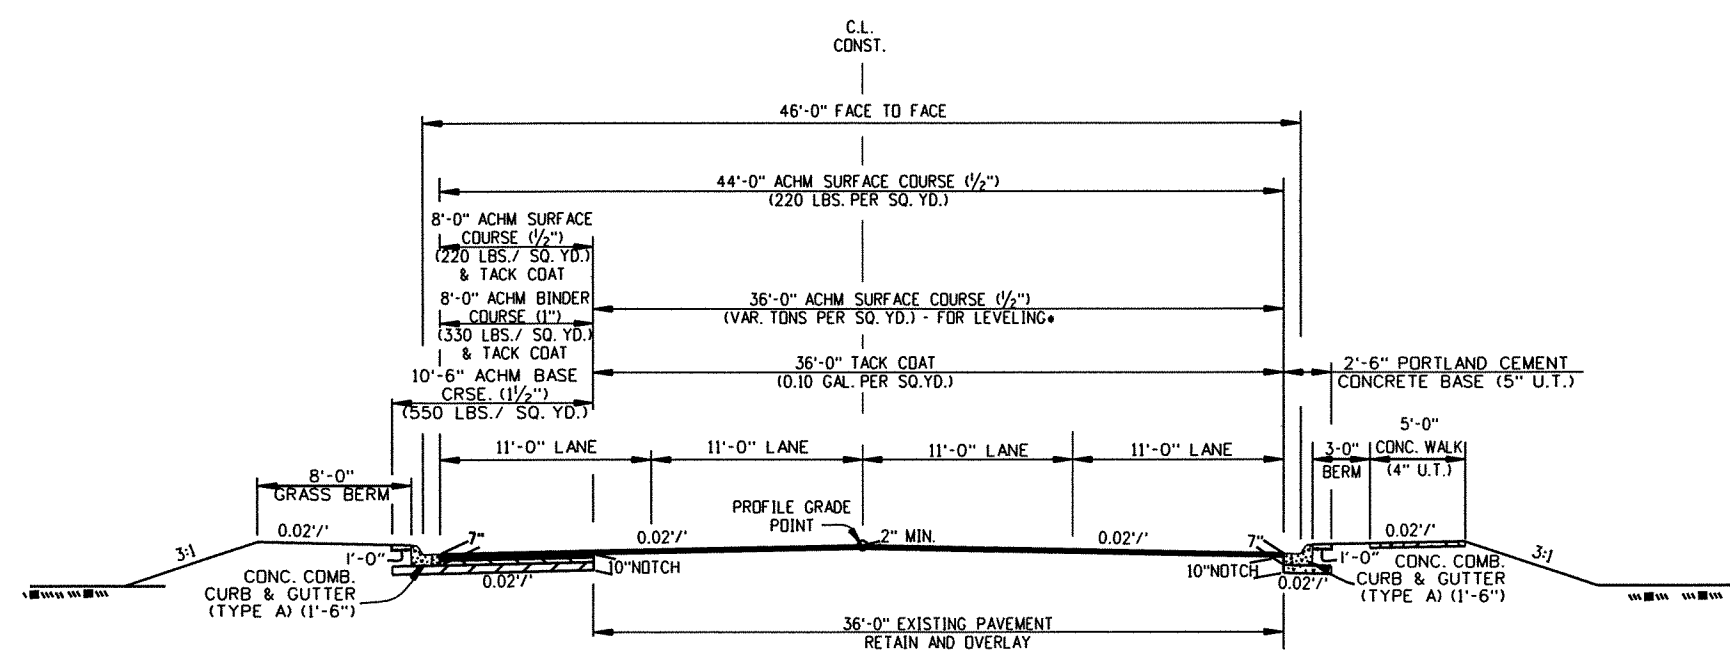 C.L.
CONST.
46'-0" FACE TO FACE
44'-0" ACHM SURFACE COURSE (1/2")
(220 LBS. PER SQ. YD.)
8'-0" ACHM SURFACE
COURSE (1/2")
(220 LBS./ SQ. YD.)
& TACK COAT
8'-0" ACHM BINDER
COURSE (1")
(330 LBS./ SQ. YD.)
& TACK COAT
36'-0" ACHM SURFACE COURSE (1/2")
(VAR. TONS PER SQ. YD.) - FOR LEVELING•
36'-0" TACK COAT
(0.10 GAL. PER SQ.YD.)
2'-6" PORTLAND CEMENT
CONCRETE BASE (5" U.T.)
10'-6" ACHM BASE
CRSE. (1 1/2")
(550 LBS./ SQ. YD.)
11'-0" LANE
11'-0" LANE
11'-0" LANE
11'-0" LANE
5'-0"
CONC. WALK
(4" U.T.)
3-0"
BERM
8'-0"
GRASS BERM
PROFILE GRADE
POINT
2" MIN.
0.02'/'
3:1
1'-0"
7"
0.02'/'
0.02'/'
7"
1'-0"
0.02'/'
3:1
10"NOTCH
0.02'/'
10"NOTCH
0.02'/'
CONC. COMB.
CURB & GUTTER
(TYPE A) (1'-6")
CONC. COMB.
CURB & GUTTER
(TYPE A) (1'-6")
36'-0" EXISTING PAVEMENT
RETAIN AND OVERLAY